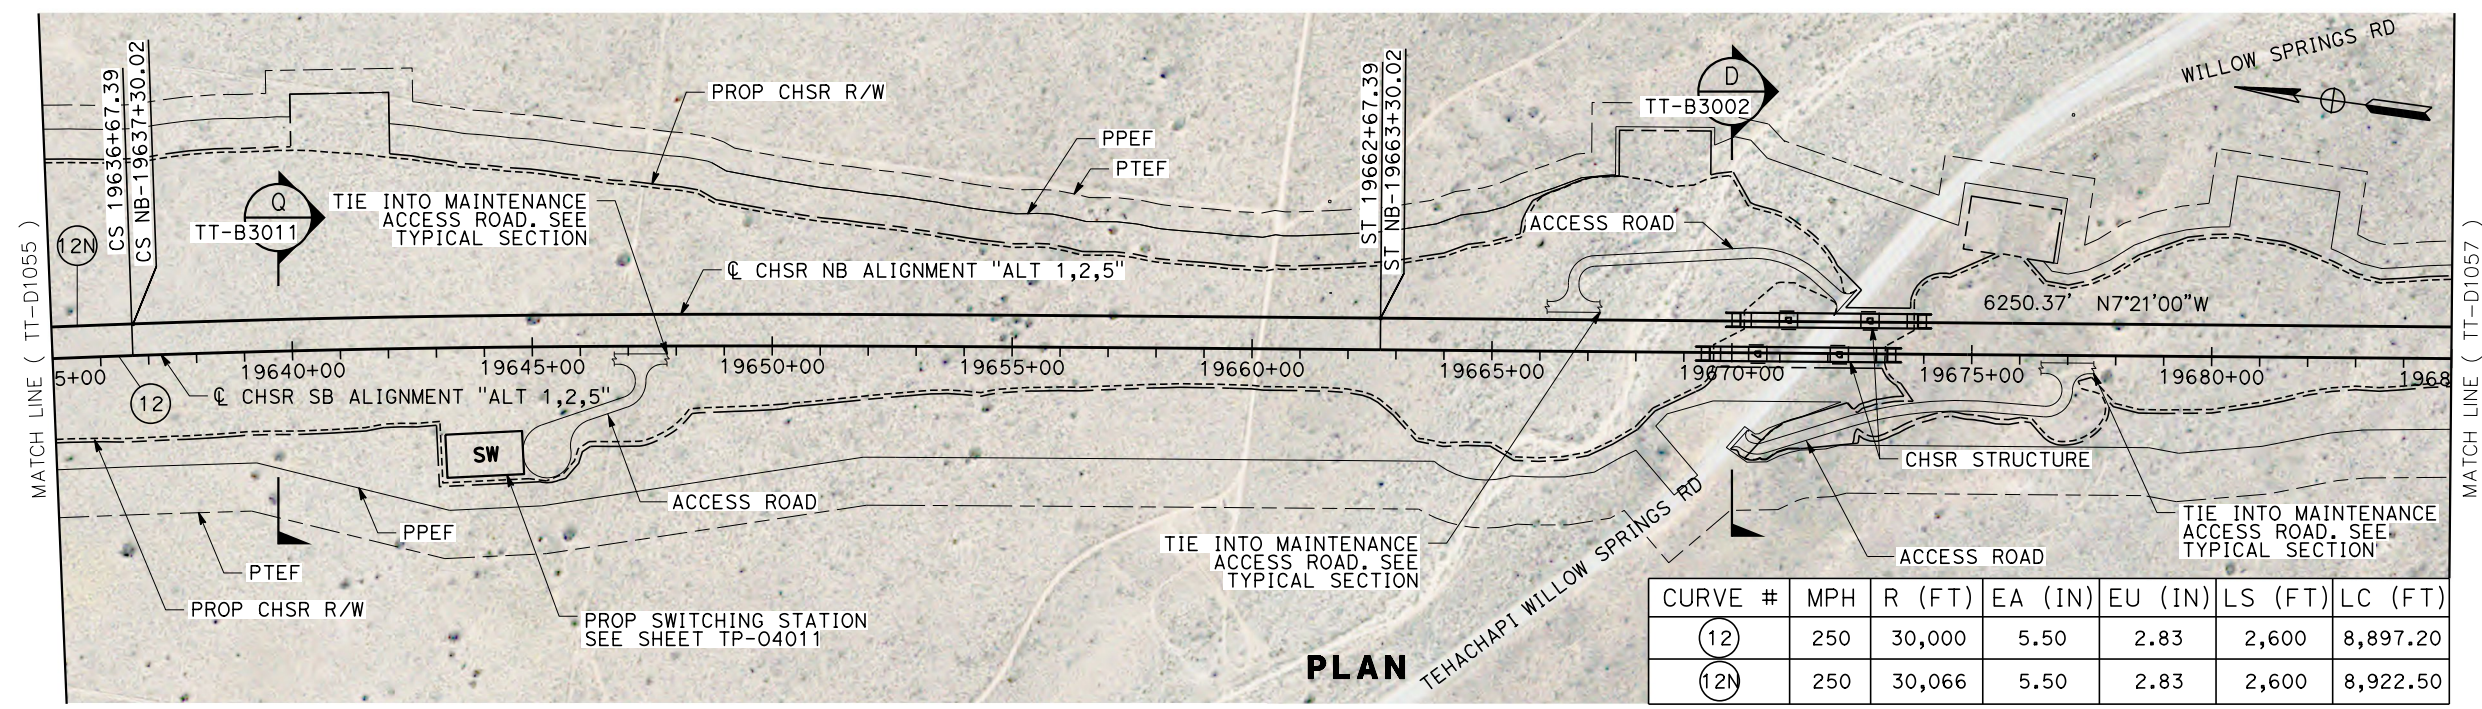 MATCH LINE ( TT-D1055 )
12N
CS 19636+67.39
CS NB-19637+30.02
Q
TT-B3011
TIE INTO MAINTENANCE
ACCESS ROAD. SEE
TYPICAL SECTION
PROP CHSR R/W
PPEF
PTEF
℄ CHSR NB ALIGNMENT "ALT 1,2,5"
ST 19662+67.39
ST NB-19663+30.02
D
TT-B3002
ACCESS ROAD
WILLOW SPRINGS RD
6250.37' N7°21'00"W
MATCH LINE ( TT-D1057 )
5+00
19640+00
19645+00
19650+00
19655+00
19660+00
19665+00
19670+00
19675+00
19680+00
1968
12
℄ CHSR SB ALIGNMENT "ALT 1,2,5"
SW
ACCESS ROAD
PPEF
PTEF
PROP CHSR R/W
PROP SWITCHING STATION
SEE SHEET TP-04011
TIE INTO MAINTENANCE
ACCESS ROAD. SEE
TYPICAL SECTION
TEHACHAPI WILLOW SPRINGS RD
CHSR STRUCTURE
ACCESS ROAD
TIE INTO MAINTENANCE
ACCESS ROAD. SEE
TYPICAL SECTION
PLAN
CURVE # MPH R (FT) EA (IN) EU (IN) LS (FT) LC (FT)
12 250 30,000 5.50 2.83 2,600 8,897.20
12N 250 30,066 5.50 2.83 2,600 8,922.50